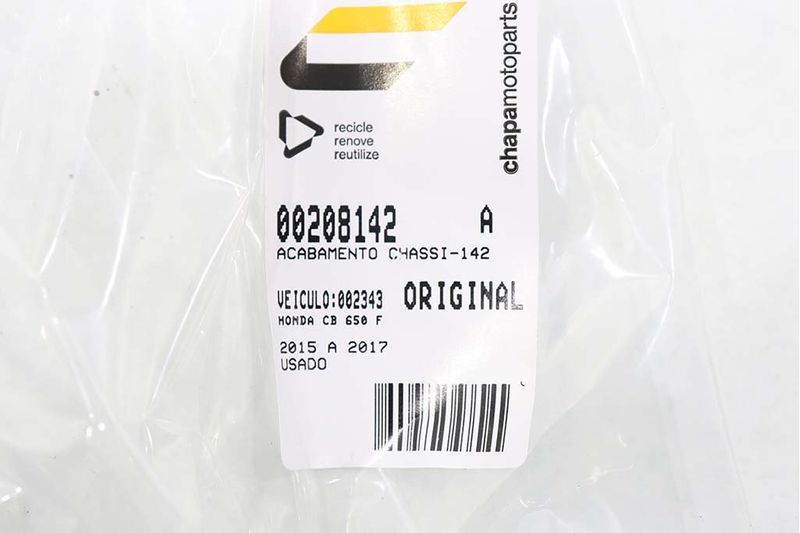 chapamotoparts
recicle
renove
reutilize
00208142 A
ACABAMENTO CHASSI-142
VEICULO:002343 ORIGINAL
HONDA CB 650 F
2015 A 2017
USADO